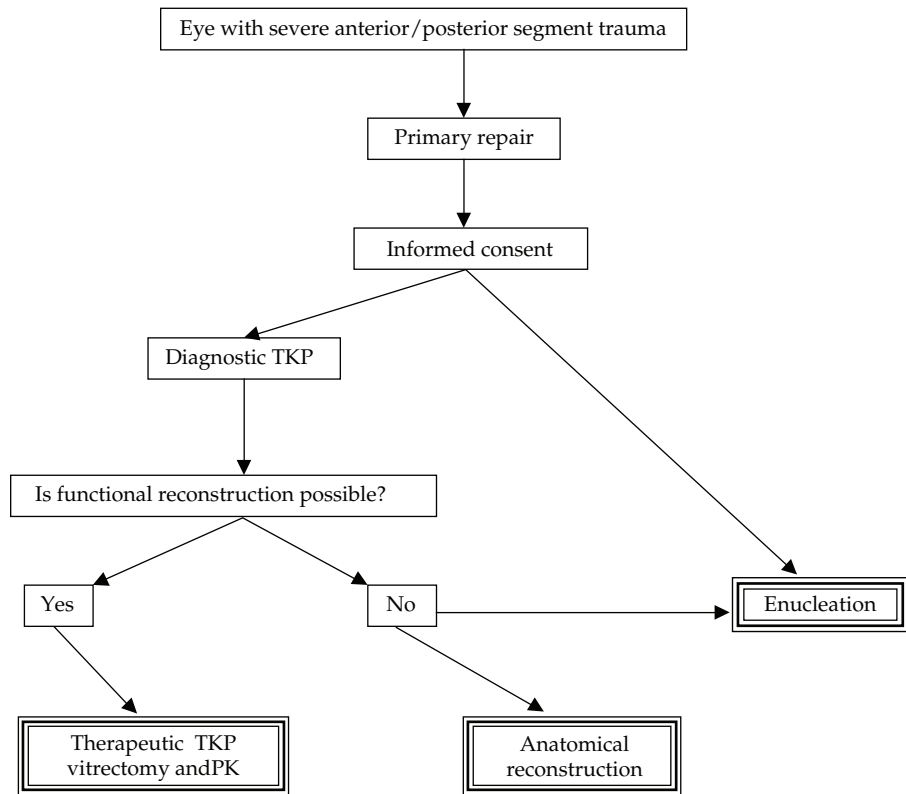 Eye with severe anterior/posterior segment trauma
Primary repair
Informed consent
Diagnostic TKP
Is functional reconstruction possible?
Yes
No
Enucleation
Therapeutic TKP
vitrectomy andPK
Anatomical
reconstruction